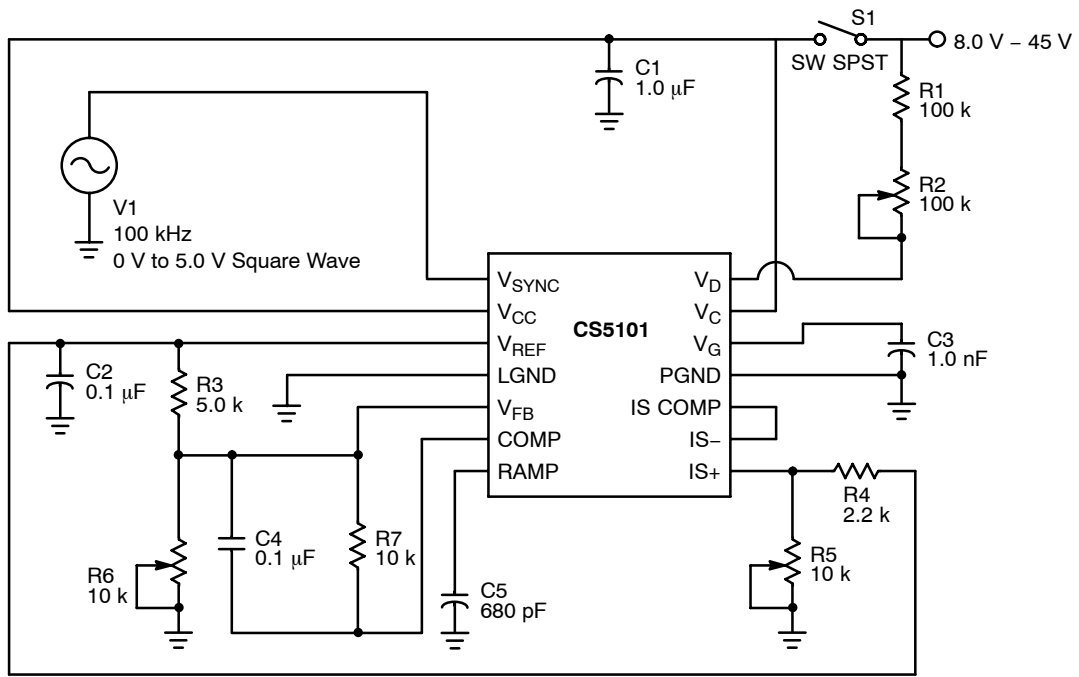 S1
8.0 V – 45 V
SW SPST
C1
1.0 μF
R1
100 k
R2
100 k
V1
100 kHz
0 V to 5.0 V Square Wave
VSYNC
VCC
VREF
LGND
VFB
COMP
RAMP
CS5101
VD
VC
VG
PGND
IS COMP
IS–
IS+
C3
1.0 nF
C2
0.1 μF
R3
5.0 k
R4
2.2 k
C4
0.1 μF
R7
10 k
R6
10 k
C5
680 pF
R5
10 k